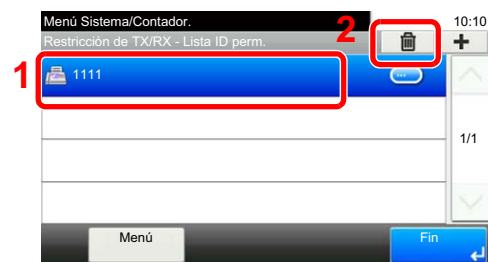 Menú Sistema/Contador.
10:10
Restricción de TX/RX - Lista ID perm.
2
1
1111
1/1
Menú
Fin